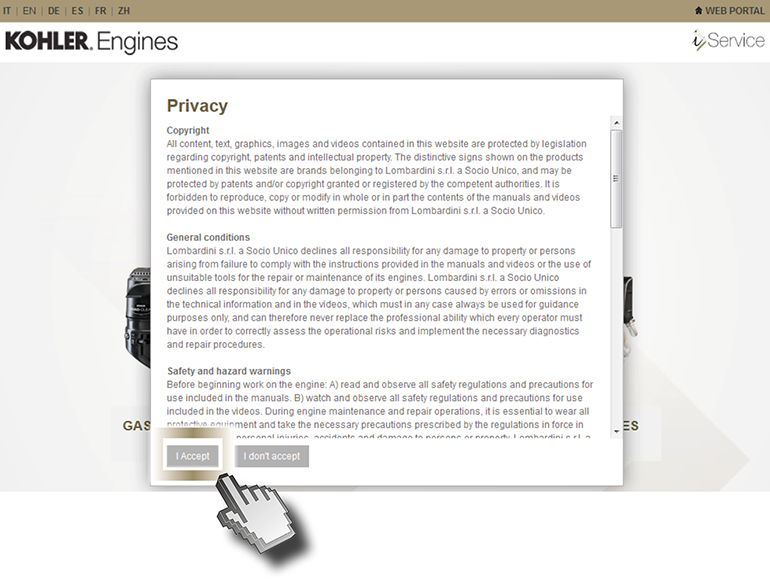 IT | EN | DE | ES | FR | ZH
WEB PORTAL
KOHLER. Engines
iService
Privacy
Copyright
All content, text, graphics, images and videos contained in this website are protected by legislation
regarding copyright, patents and intellectual property. The distinctive signs shown on the products
mentioned in this website are brands belonging to Lombardini s.r.l. a Socio Unico, and may be
protected by patents and/or copyright granted or registered by the competent authorities. It is
forbidden to reproduce, copy or modify in whole or in part the contents of the manuals and videos
provided on this website without written permission from Lombardini s.r.l. a Socio Unico.
General conditions
Lombardini s.r.l. a Socio Unico declines all responsibility for any damage to property or persons
arising from failure to comply with the instructions provided in the manuals and videos or the use of
unsuitable tools for the repair or maintenance of its engines. Lombardini s.r.l. a Socio Unico
declines all responsibility for any damage to property or persons caused by errors or omissions in
the technical information and in the videos, which must in any case always be used for guidance
purposes only, and can therefore never replace the professional ability which every operator must
have in order to correctly assess the operational risks and implement the necessary diagnostics
and repair procedures.
Safety and hazard warnings
Before beginning work on the engine: A) read and observe all safety regulations and precautions for
use included in the manuals. B) watch and observe all safety regulations and precautions for use
included in the videos. During engine maintenance and repair operations, it is essential to wear all
protective equipment and take the necessary precautions prescribed by the regulations in force in
personal injuries, accidents and damage to persons or property. Lombardini s.r.l. a
GAS
ES
I Accept
I don't accept